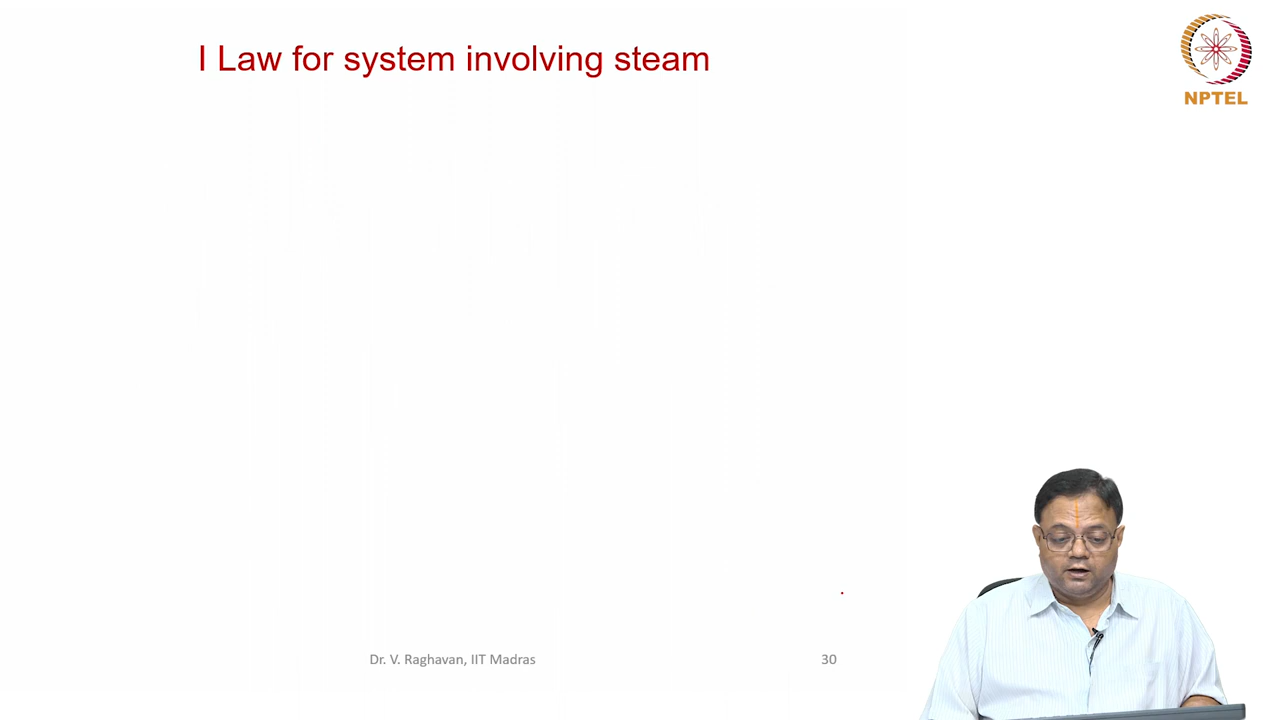 I Law for system involving steam
NPTEL
Dr. V. Raghavan, IIT Madras
30